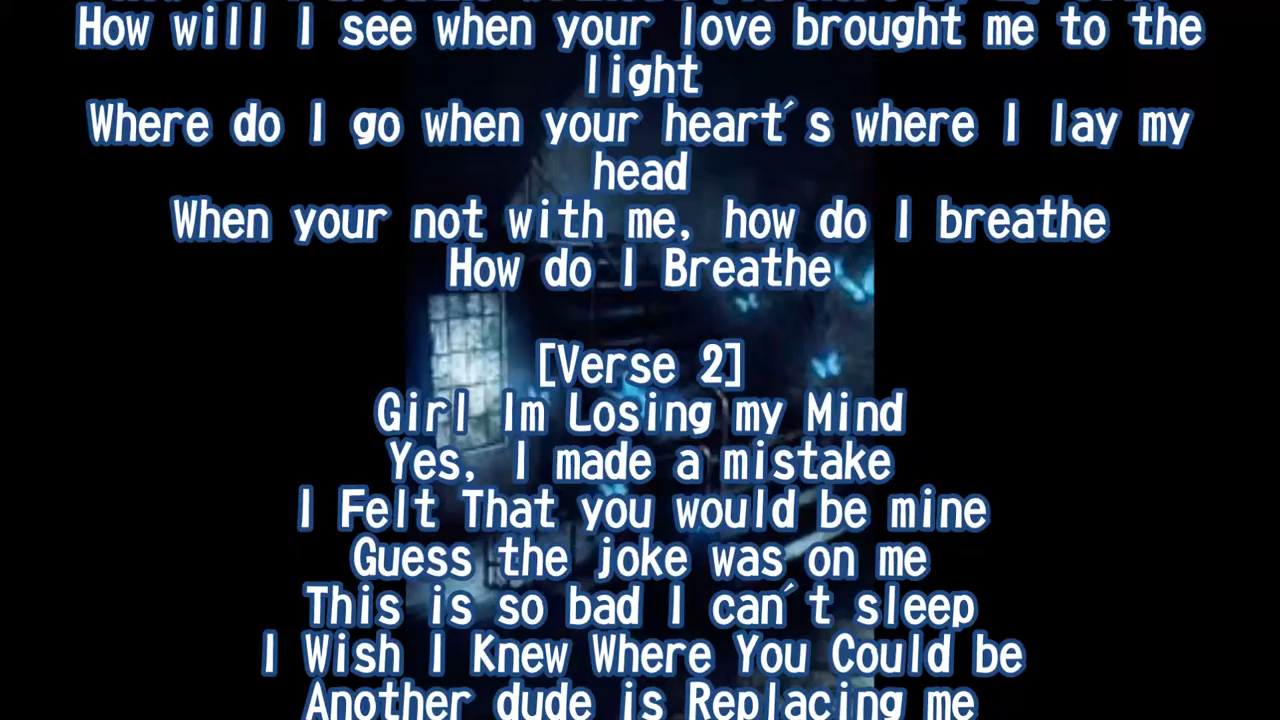 How will I see when your love brought me to the
light
Where do I go when your heart´s where I lay my
head
When your not with me, how do I breathe
How do I Breathe
[Verse 2]
Girl Im Losing my Mind
Yes, I made a mistake
I Felt That you would be mine
Guess the joke was on me
This is so bad I can´t sleep
I Wish I Knew Where You Could be
Another dude is Replacing me